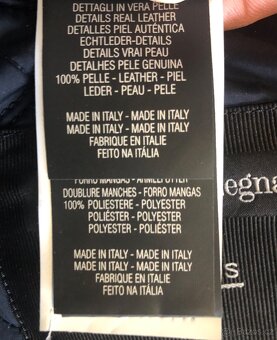 DETTAGLI IN VERA PELLE
DETAILS REAL LEATHER
DETALLES PIEL AUTÉNTICA
ECHTLEDER-DETAILS
DETAILS VRAI PEAU
DETALHES PELE GENUINA
100% PELLE - LEATHER - PIEL
LEDER - PEAU - PELE
MADE IN ITALY - MADE IN ITALY
MADE IN ITALY - MADE IN ITALY
FABRIQUE EN ITALIE
FEITO NA ITÁLIA
FORRO MANGAS - ÄRMELFUTTER
DOUBLURE MANCHES - FORRO MANGAS
100% POLIESTERE - POLYESTER
POLIÉSTER - POLYESTER
POLYESTER - POLIÉSTER
MADE IN ITALY - MADE IN ITALY
MADE IN ITALY - MADE IN ITALY
FABRIQUE EN ITALIE
FEITO NA ITÁLIA
egna
s